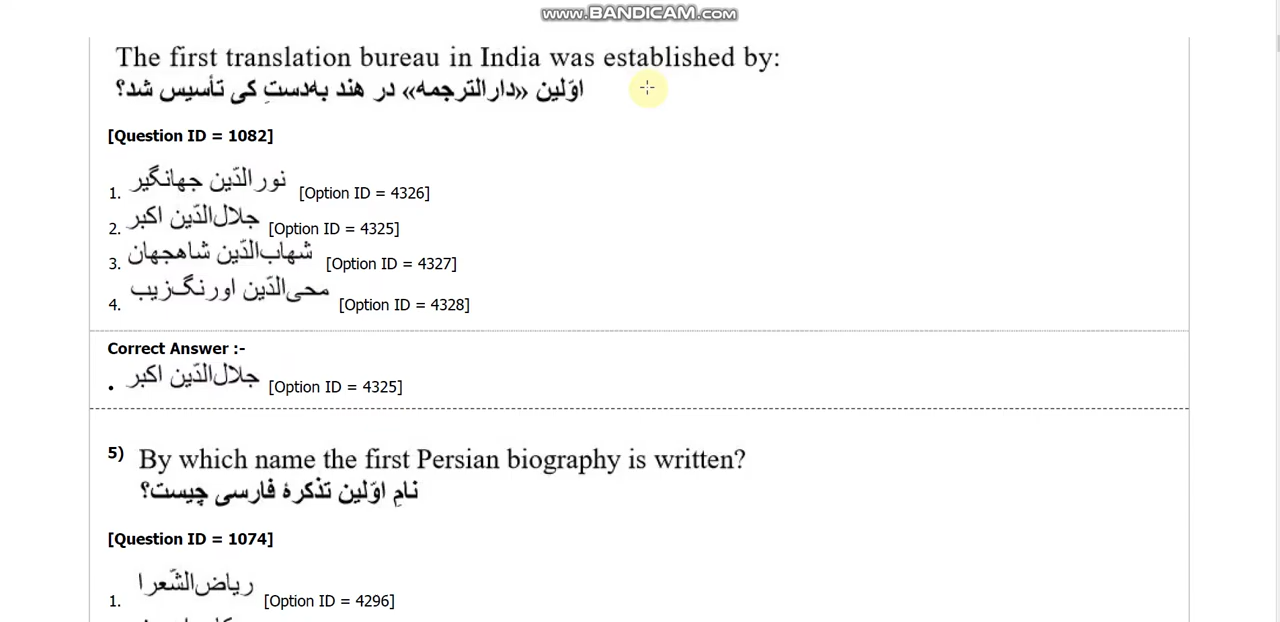 www.BANDICAM.com
The first translation bureau in India was established by:
اوّلین «دارالترجمه» در هند به‌دستِ کی تأسیس شد؟
[Question ID = 1082]
1. نورالدّین جهانگیر [Option ID = 4326]
2. جلال‌الدّین اکبر [Option ID = 4325]
3. شهاب‌الدّین شاهجهان [Option ID = 4327]
4. محی‌الدّین اورنگ‌زیب [Option ID = 4328]
Correct Answer :-
• جلال‌الدّین اکبر [Option ID = 4325]
5) By which name the first Persian biography is written?
نامِ اوّلین تذکرۀ فارسی چیست؟
[Question ID = 1074]
1. ریاض‌الشّعرا [Option ID = 4296]